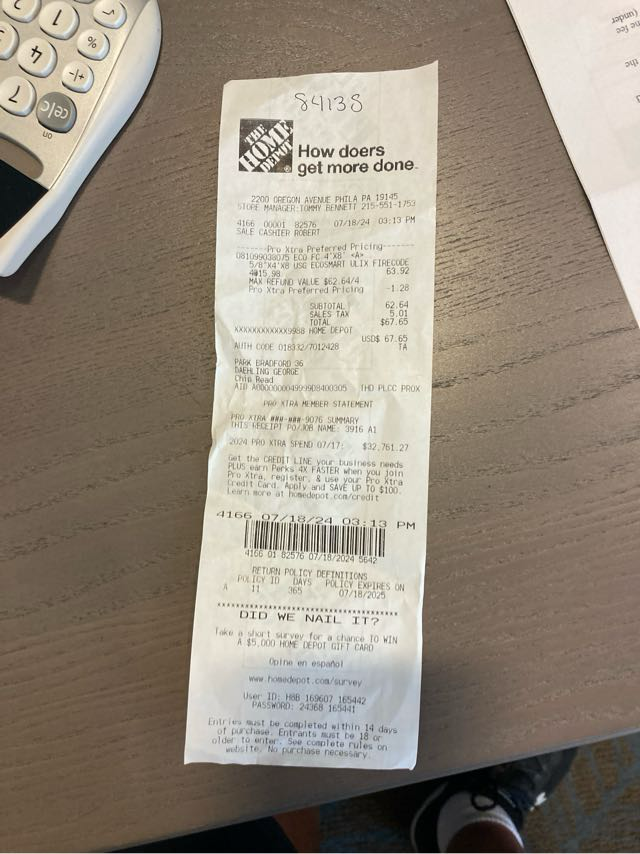 84138
THE HOME DEPOT
How doers
get more done.
2200 OREGON AVENUE PHILA PA 19145
STORE MANAGER:TOMMY BENNETT 215-551-1753
4166 00001 82576 07/18/24 03:13 PM
SALE CASHIER ROBERT
Pro Xtra Preferred Pricing
081099038075 ECO FC 4'X8' <A>
5/8"X4'X8 USG ECOSMART ULIX FIRECODE
4@15.98 63.92
MAX REFUND VALUE $62.64/4
Pro Xtra Preferred Pricing -1.28
SUBTOTAL 62.64
SALES TAX 5.01
TOTAL $67.65
XXXXXXXXXXXX9988 HOME DEPOT
USD$ 67.65
AUTH CODE 018332/7012428 TA
PARK BRADFORD 36
DAEHLING GEORGE
Chip Read
AID THD PLCC PROX
PRO XTRA MEMBER STATEMENT
PRO XTRA ###-###-9076 SUMMARY
THIS RECEIPT PO/JOB NAME: 3916 A1
2024 PRO XTRA SPEND 07/17: $32,761.27
Get the CREDIT LINE your business needs
PLUS earn Perks 4X FASTER when you join
Pro Xtra, register, & use your Pro Xtra
Credit Card. Apply and SAVE UP TO $100.
Learn more at homedepot.com/credit
4166 07/18/24 03:13 PM
4166 01 82576 07/18/2024 5642
RETURN POLICY DEFINITIONS
POLICY ID DAYS POLICY EXPIRES ON
A 11 365 07/18/2025
DID WE NAIL IT?
Take a short survey for a chance TO WIN
A $5,000 HOME DEPOT GIFT CARD
Opine en español
www.homedepot.com/survey
User ID: H8B 169607 165442
PASSWORD: 24368 165441
Entries must be completed within 14 days
of purchase. Entrants must be 18 or
older to enter. See complete rules on
website. No purchase necessary.
1
%
4
+/-
7
ce/c
on
ne fee
(under
the